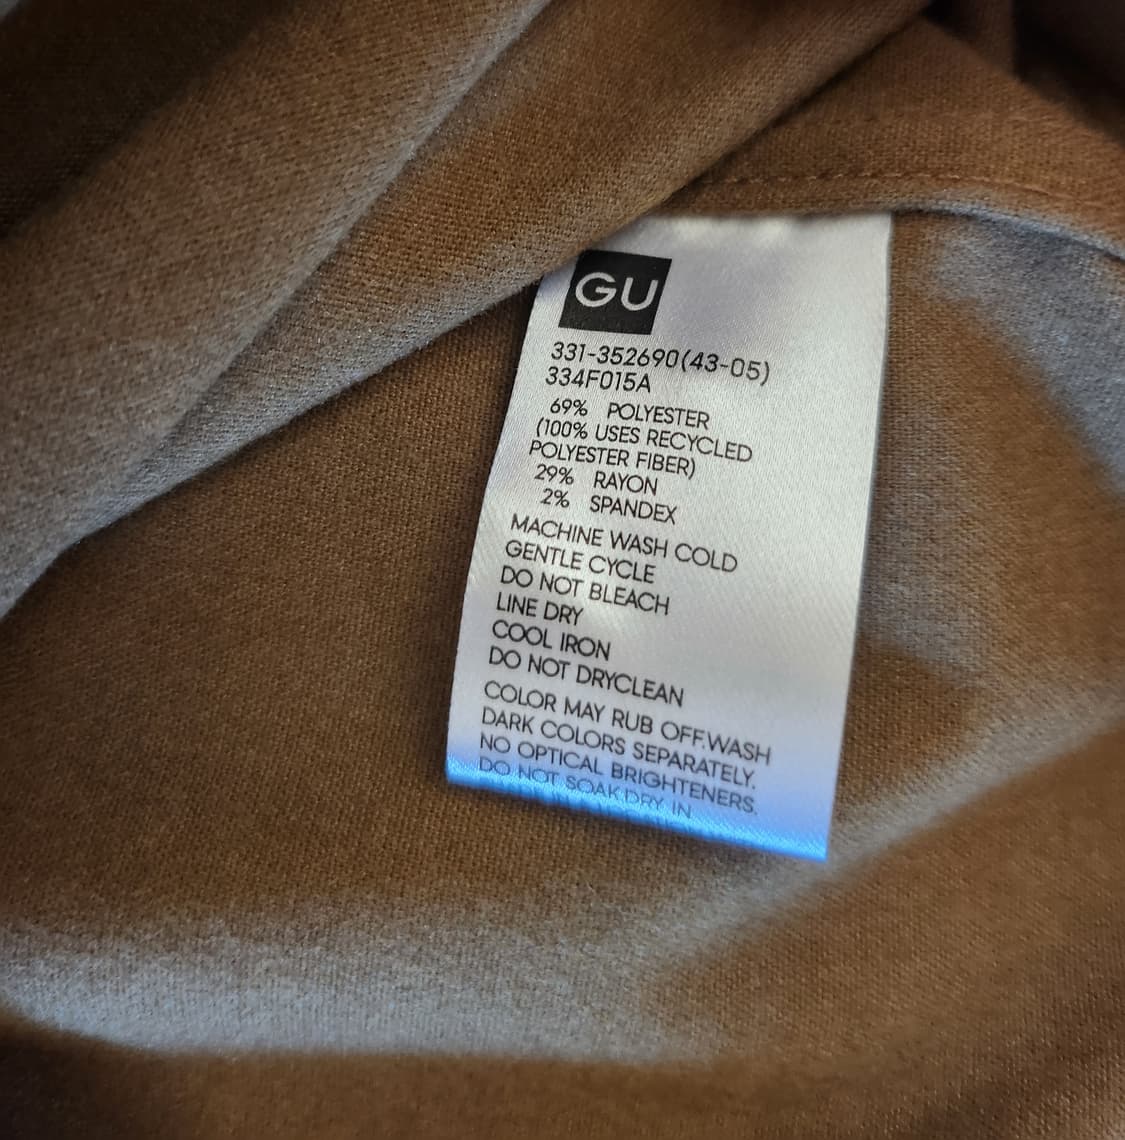 GU
331-352690(43-05)
334F015A
69% POLYESTER
(100% USES RECYCLED
POLYESTER FIBER)
29% RAYON
2% SPANDEX
MACHINE WASH COLD
GENTLE CYCLE
DO NOT BLEACH
LINE DRY
COOL IRON
DO NOT DRYCLEAN
COLOR MAY RUB OFF.WASH
DARK COLORS SEPARATELY.
NO OPTICAL BRIGHTENERS.
DO NOT SOAK.DRY IN